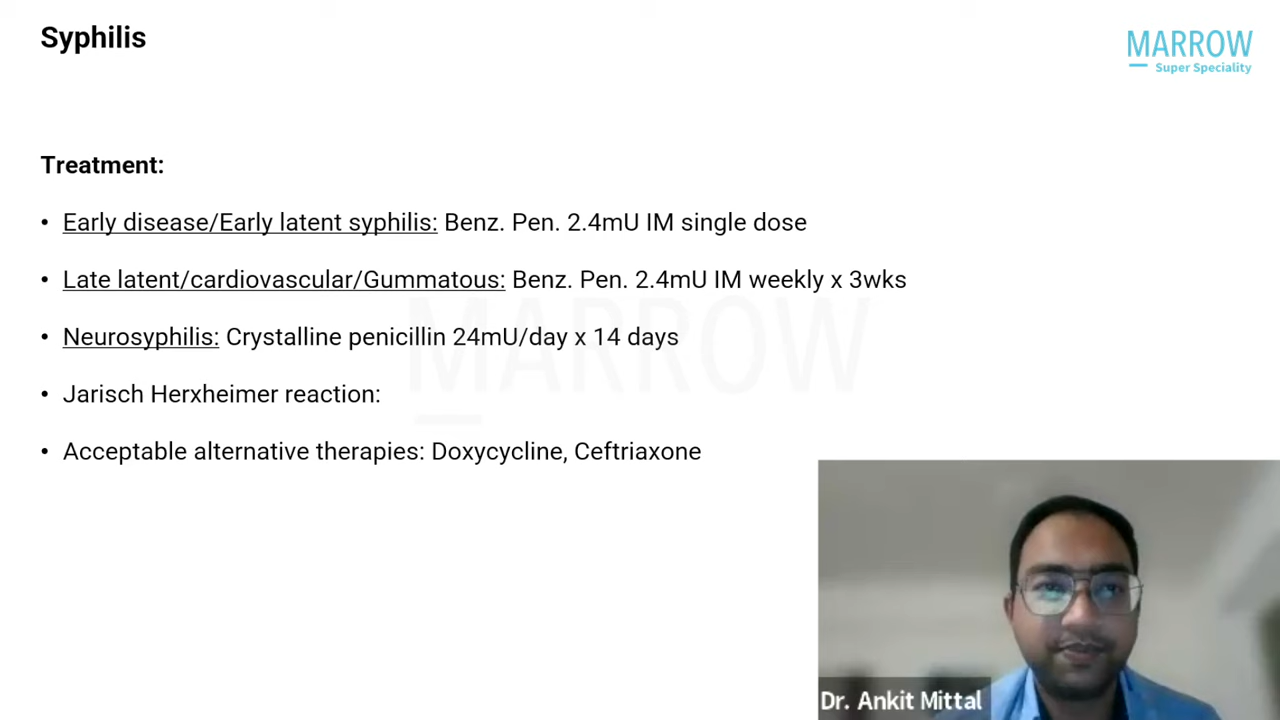 Syphilis
MARROW
Super Speciality
Treatment:
• Early disease/Early latent syphilis: Benz. Pen. 2.4mU IM single dose
• Late latent/cardiovascular/Gummatous: Benz. Pen. 2.4mU IM weekly x 3wks
• Neurosyphilis: Crystalline penicillin 24mU/day x 14 days
MARROW
• Jarisch Herxheimer reaction:
• Acceptable alternative therapies: Doxycycline, Ceftriaxone
Dr. Ankit Mittal